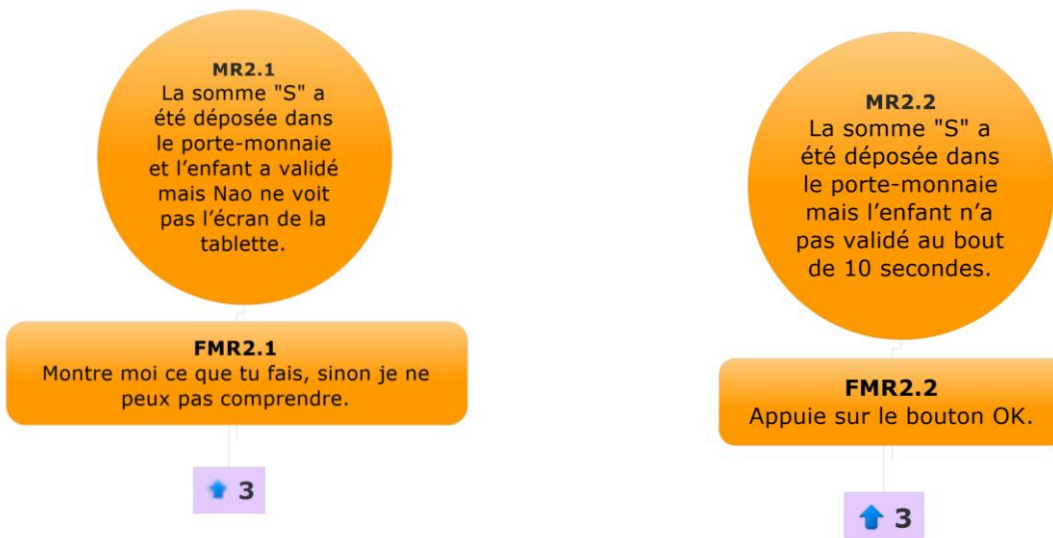 MR2.1
La somme "S" a
été déposée dans
le porte-monnaie
et l'enfant a validé
mais Nao ne voit
pas l'écran de la
tablette.
FMR2.1
Montre moi ce que tu fais, sinon je ne
peux pas comprendre.
3
MR2.2
La somme "S" a
été déposée dans
le porte-monnaie
mais l'enfant n'a
pas validé au bout
de 10 secondes.
FMR2.2
Appuie sur le bouton OK.
3